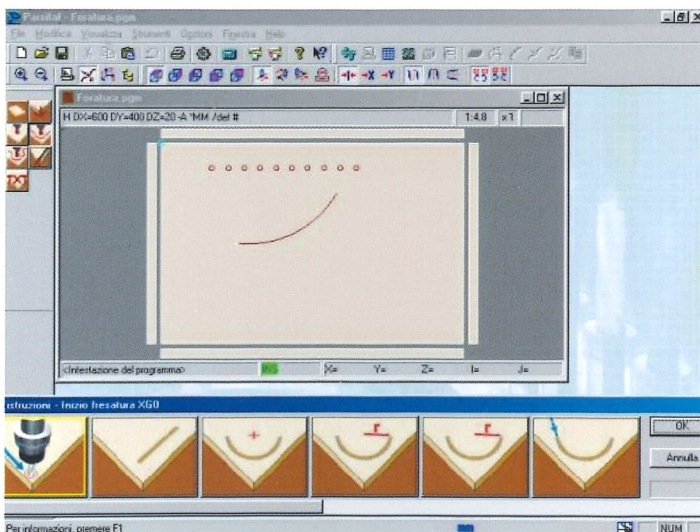 Panital - Foratura.pgm
File Modifica Visualizza Strumenti Opzioni Finestra Help
Foratura.pgm
H DX=600 DY=400 DZ=20 -A *MM /def #
1:4.8 x1
<Intestazione del programma> INS X= Y= Z= I= J=
istruzioni - Inizio fresatura XG0
r r
OK
Annulla
Per informazioni, premere F1 NUM